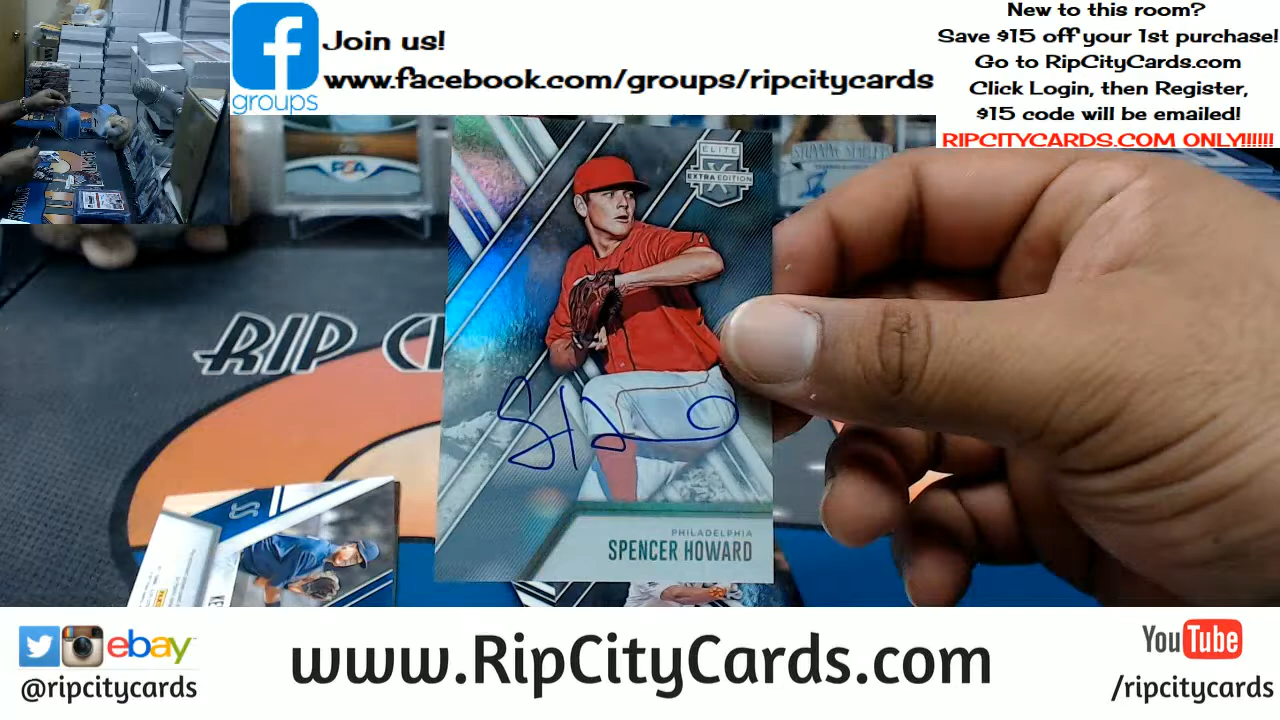 Join us!
www.facebook.com/groups/ripcitycards
groups
New to this room?
Save $15 off your 1st purchase!
Go to RipCityCards.com
Click Login, then Register,
$15 code will be emailed!
RIPCITYCARDS.COM ONLY!!!!!!
PSA
ELITE
EXTRA EDITION
RIP
PHILADELPHIA
SPENCER HOWARD
ebay
@ripcitycards
www.RipCityCards.com
YouTube
/ripcitycards